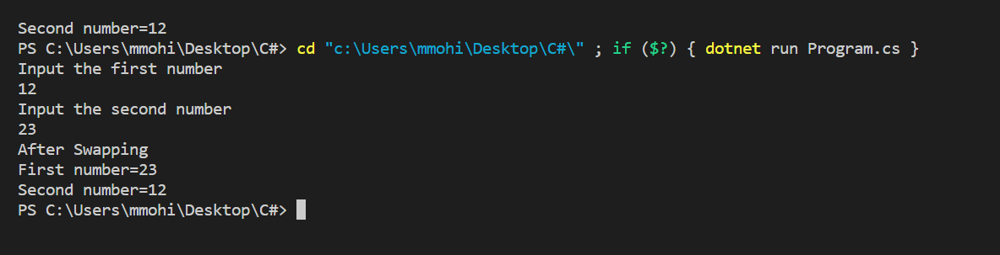 Second number=12
PS C:\Users\mmohi\Desktop\C#> cd "c:\Users\mmohi\Desktop\C#\" ; if ($?) { dotnet run Program.cs }
Input the first number
12
Input the second number
23
After Swapping
First number=23
Second number=12
PS C:\Users\mmohi\Desktop\C#>